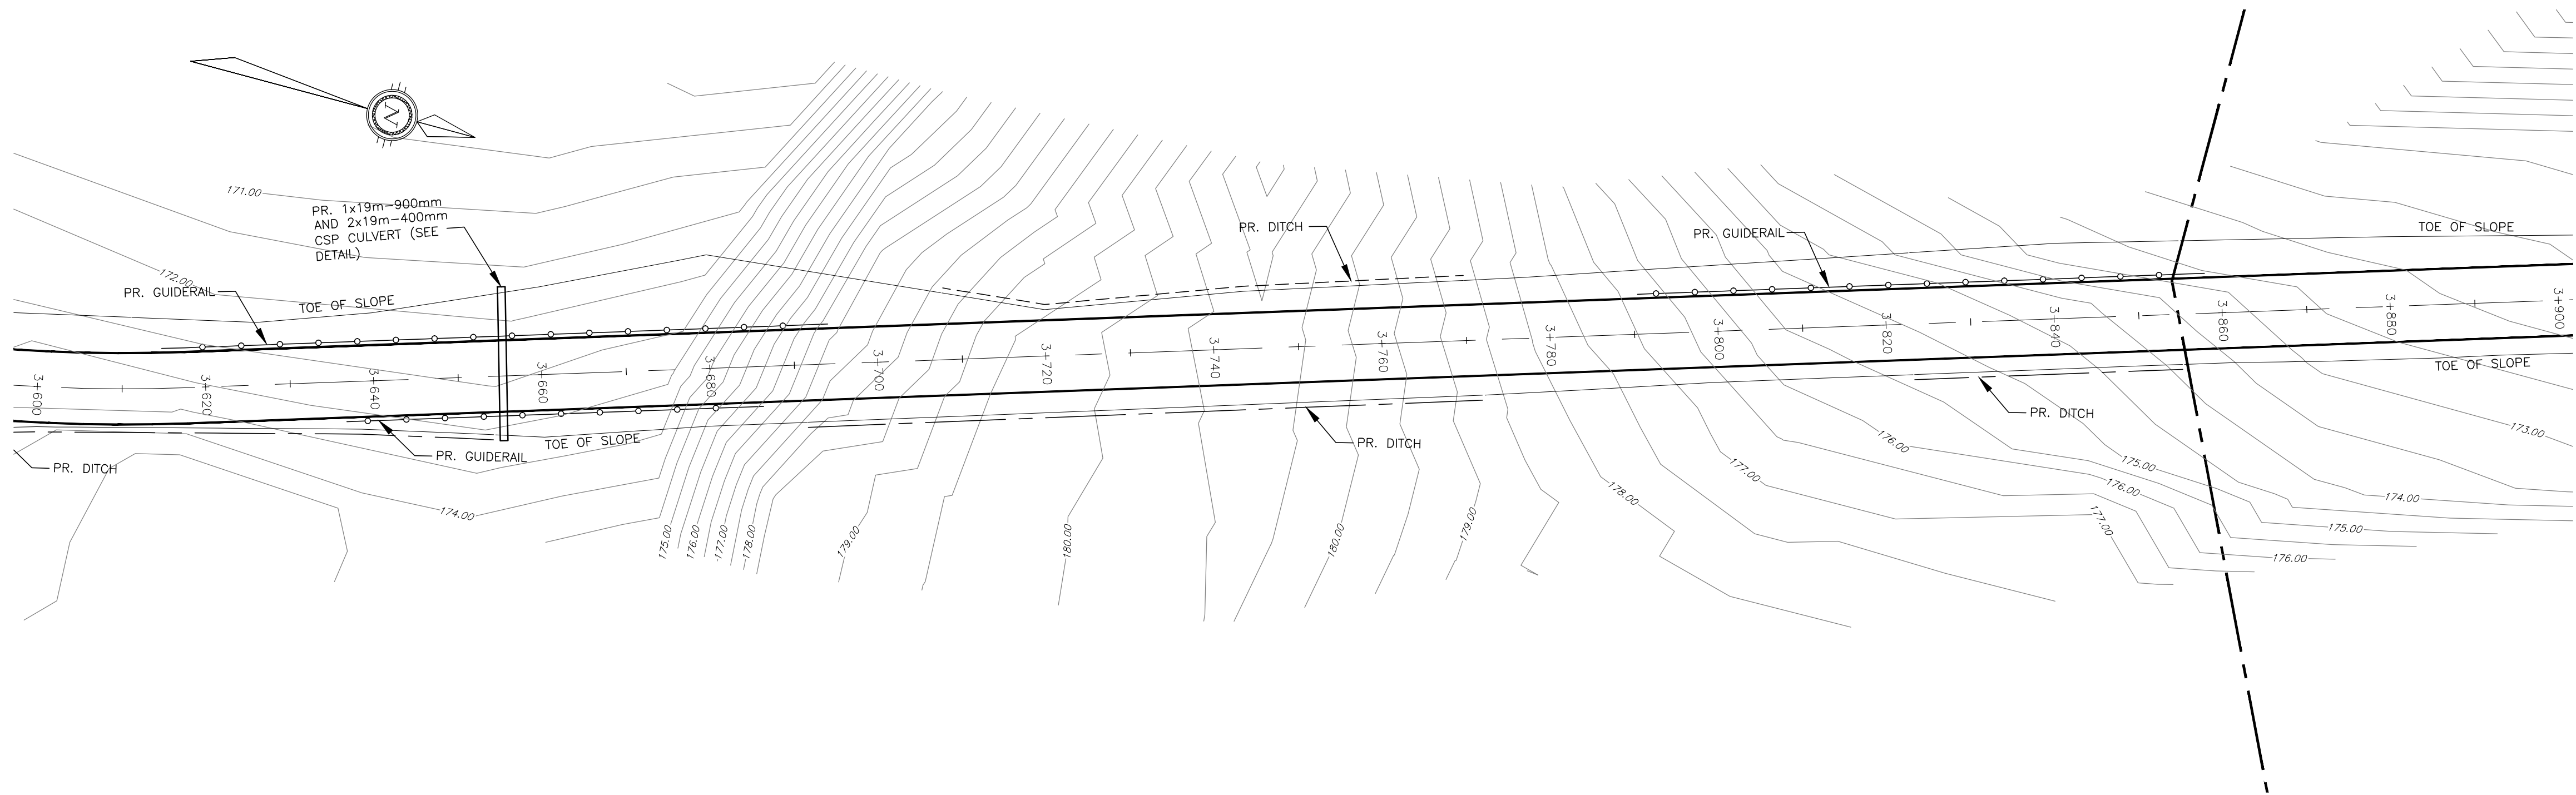 N
171.00
PR. 1x19m-900mm
AND 2x19m-400mm
CSP CULVERT (SEE
DETAIL)
172.00
PR. GUIDERAIL
TOE OF SLOPE
PR. DITCH
PR. GUIDERAIL
TOE OF SLOPE
3+600
3+620
3+640
3+660
3+680
3+700
3+720
3+740
3+760
3+780
3+800
3+820
3+840
3+860
3+880
3+900
TOE OF SLOPE
PR. DITCH
PR. GUIDERAIL
TOE OF SLOPE
PR. DITCH
PR. DITCH
174.00
175.00
176.00
177.00
178.00
179.00
180.00
180.00
179.00
178.00
177.00
176.00
175.00
176.00
177.00
173.00
174.00
175.00
176.00